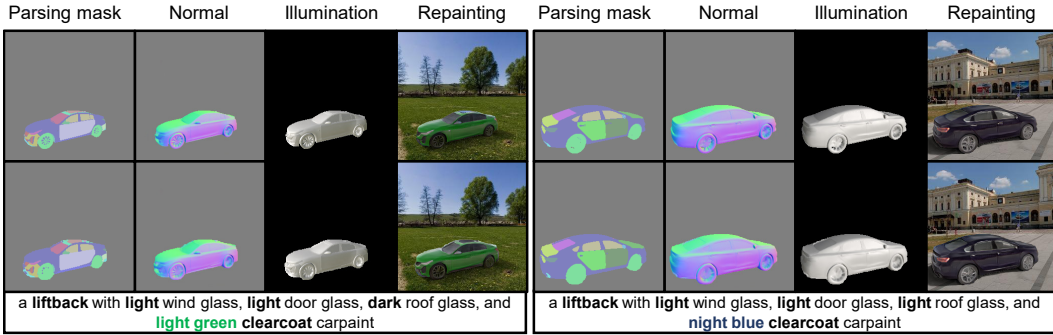 Parsing mask Normal Illumination Repainting Parsing mask Normal Illumination Repainting
a liftback with light wind glass, light door glass, dark roof glass, and
light green clearcoat carpaint
a liftback with light wind glass, light door glass, light roof glass, and
night blue clearcoat carpaint